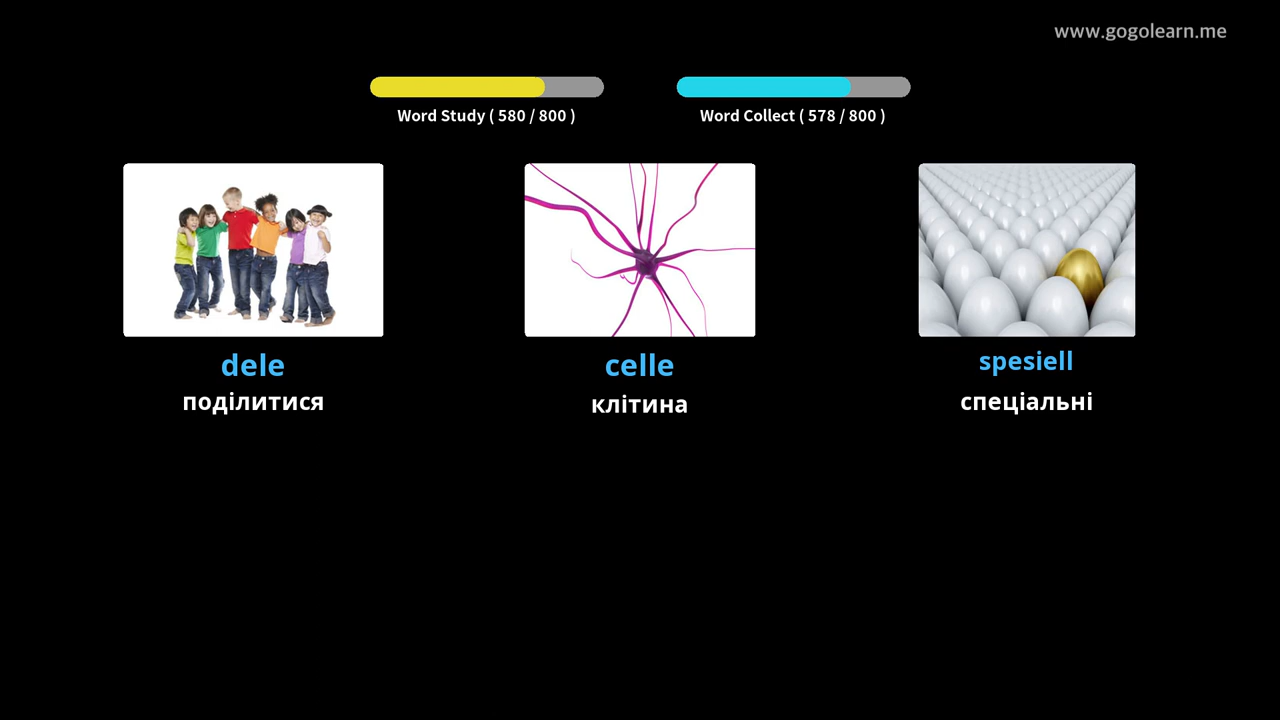 www.gogolearn.me
Word Study ( 580 / 800 )
Word Collect ( 578 / 800 )
dele
celle
spesiell
поділитися
клітина
спеціальні